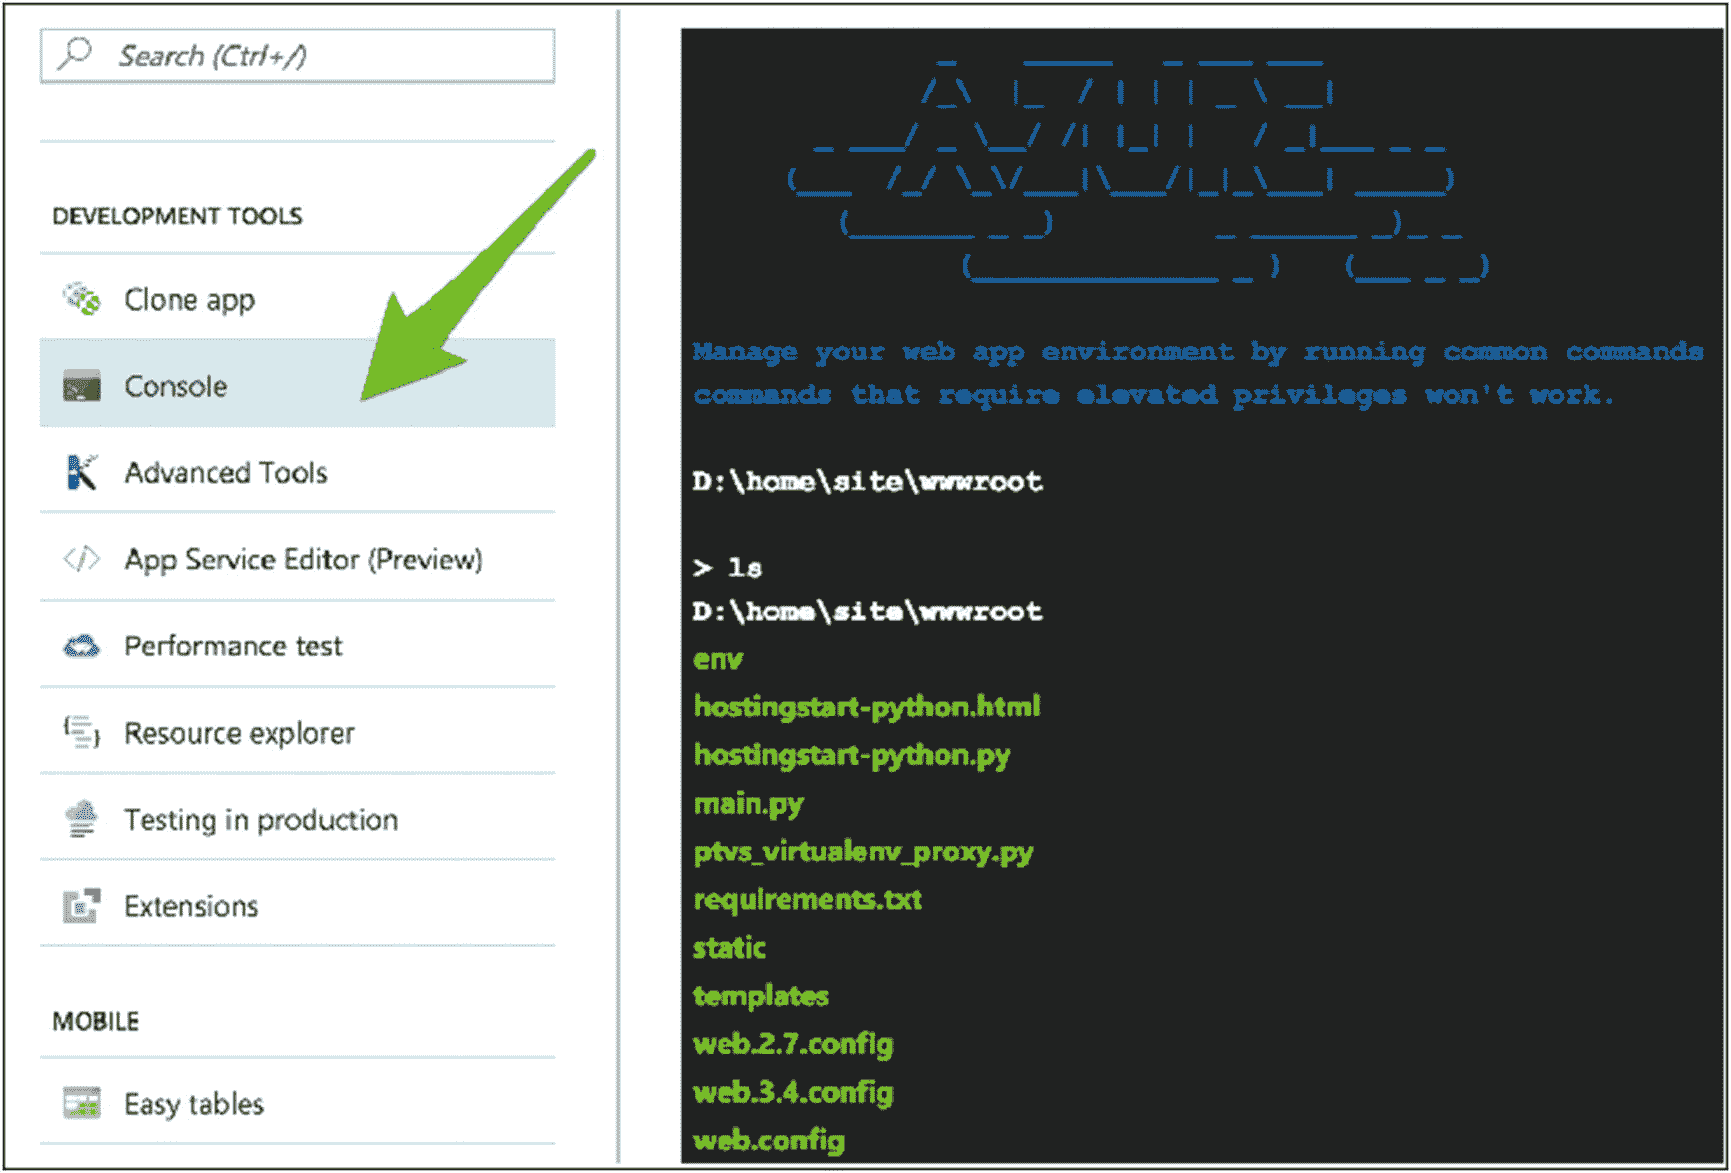 Search (Ctrl+/)
DEVELOPMENT TOOLS
Clone app
Console
Advanced Tools
App Service Editor (Preview)
Performance test
Resource explorer
Testing in production
Extensions
MOBILE
Easy tables
AZURE
Manage your web app environment by running common commands
commands that require elevated privileges won't work.
D:\home\site\wwwroot
> ls
D:\home\site\wwwroot
env
hostingstart-python.html
hostingstart-python.py
main.py
ptvs_virtualenv_proxy.py
requirements.txt
static
templates
web.2.7.config
web.3.4.config
web.config